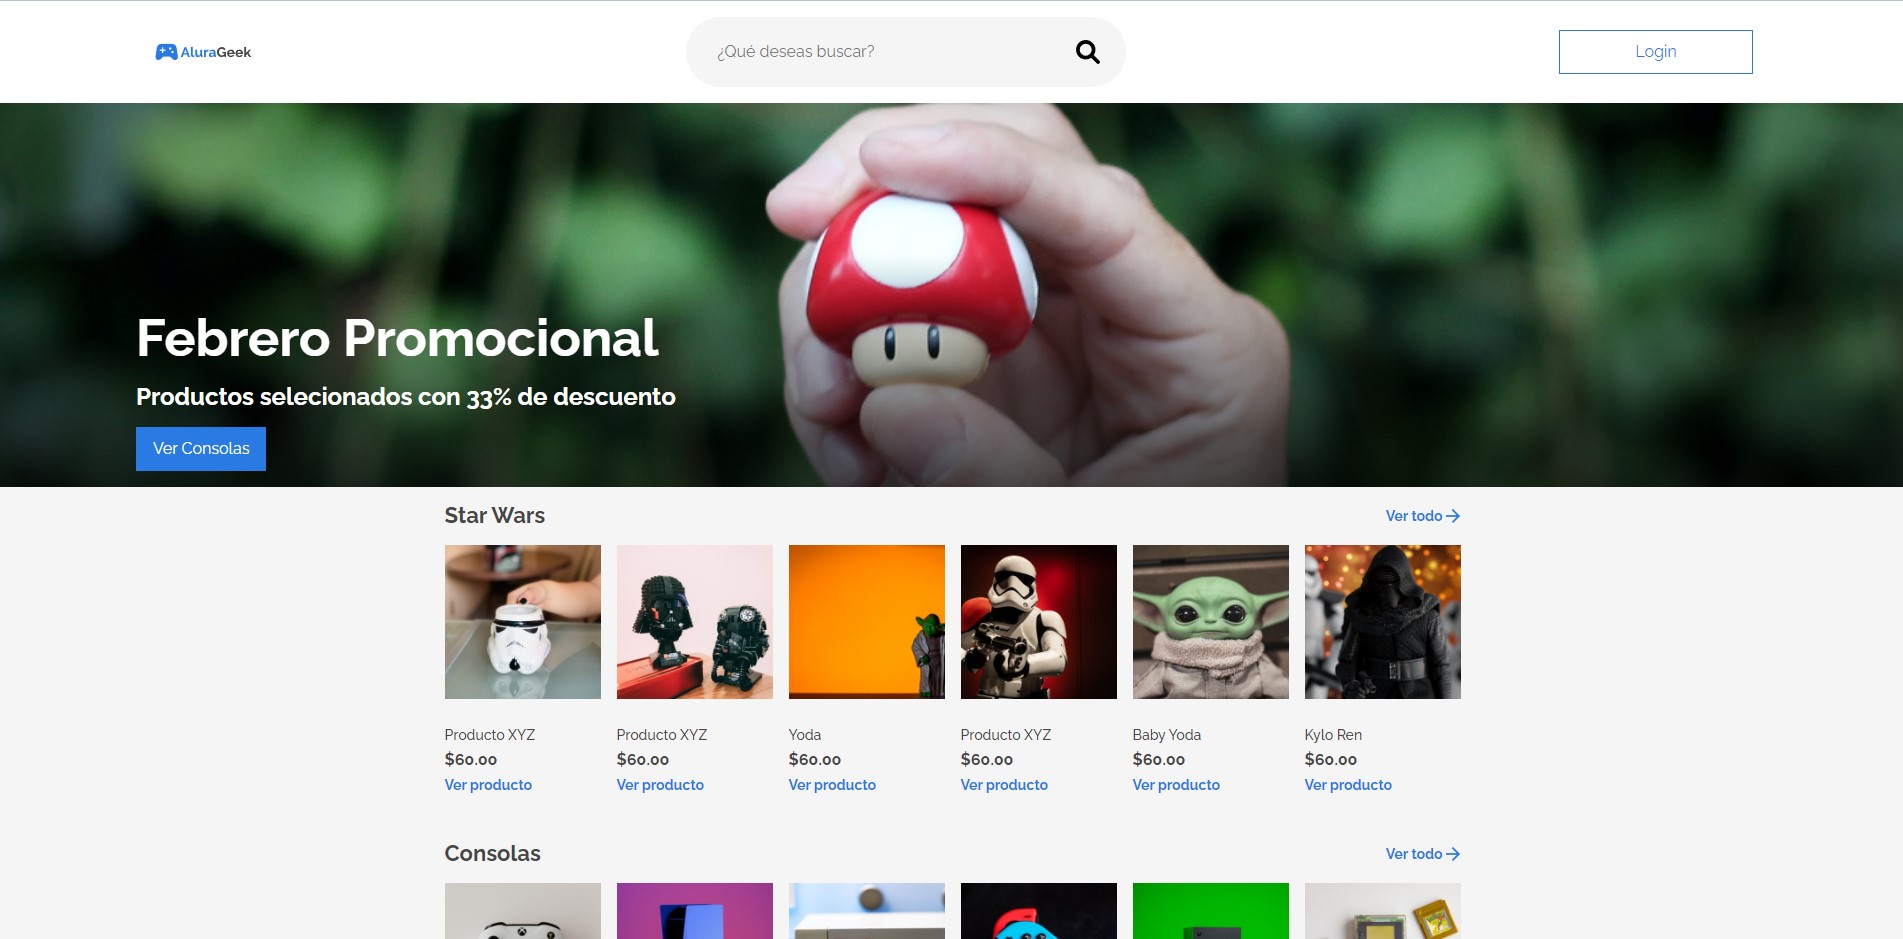 AluraGeek
¿Qué deseas buscar?
Login
Febrero Promocional
Productos selecionados con 33% de descuento
Ver Consolas
Star Wars
Ver todo
Producto XYZ
$60.00
Ver producto
Producto XYZ
$60.00
Ver producto
Yoda
$60.00
Ver producto
Producto XYZ
$60.00
Ver producto
Baby Yoda
$60.00
Ver producto
Kylo Ren
$60.00
Ver producto
Consolas
Ver todo